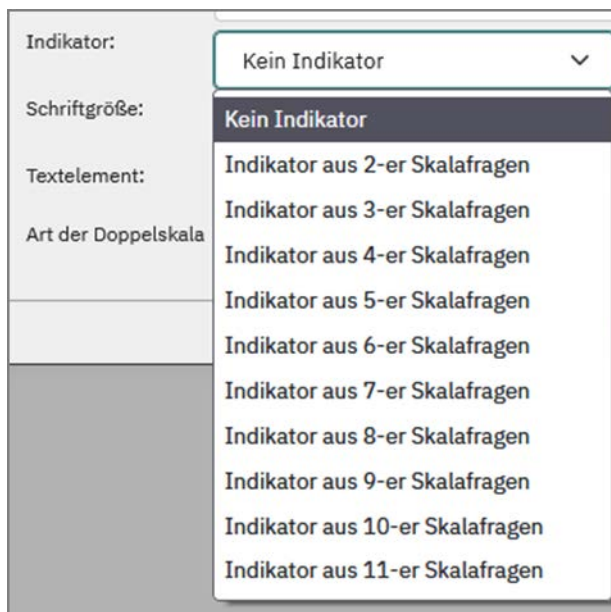 Indikator:
Kein Indikator
Schriftgröße:
Kein Indikator
Indikator aus 2-er Skalafragen
Textelement:
Indikator aus 3-er Skalafragen
Art der Doppelskala
Indikator aus 4-er Skalafragen
Indikator aus 5-er Skalafragen
Indikator aus 6-er Skalafragen
Indikator aus 7-er Skalafragen
Indikator aus 8-er Skalafragen
Indikator aus 9-er Skalafragen
Indikator aus 10-er Skalafragen
Indikator aus 11-er Skalafragen